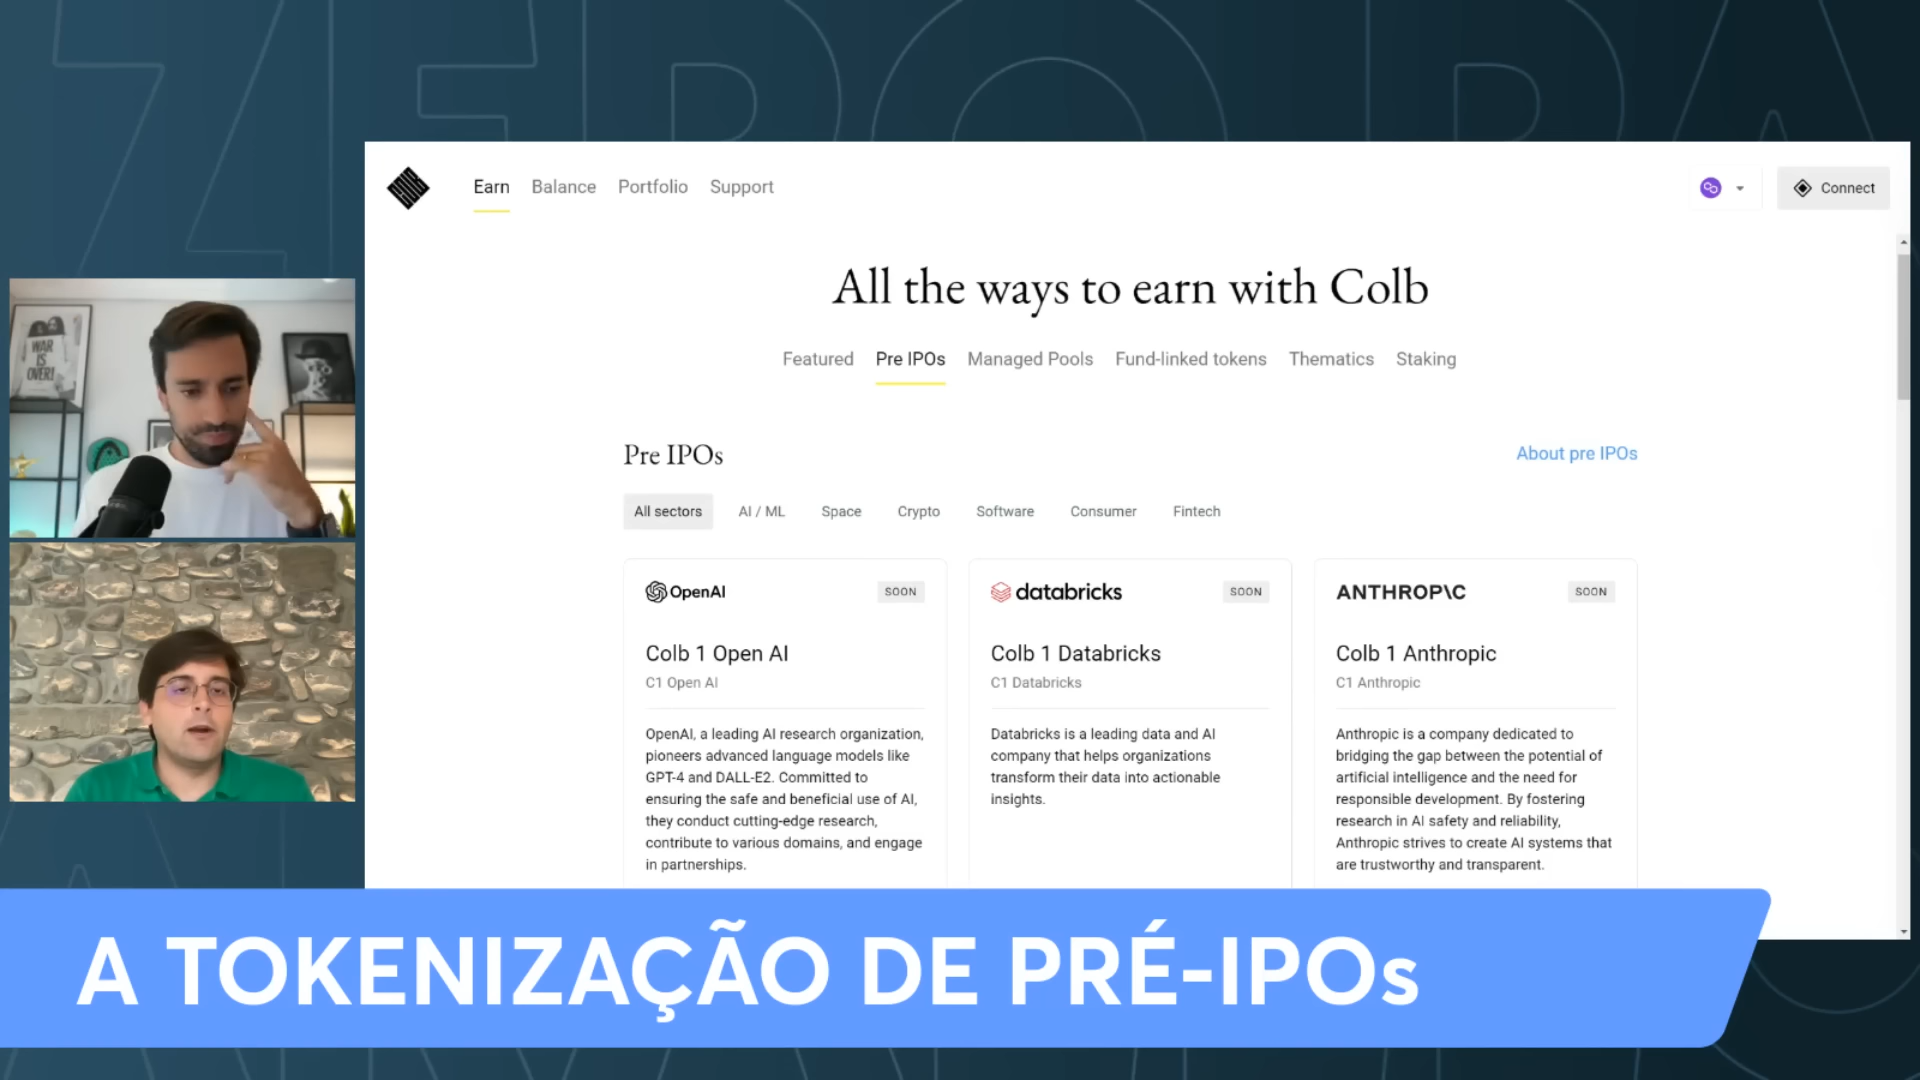 WAR
IS
OVER!
Earn
Balance
Portfolio
Support
Connect
All the ways to earn with Colb
Featured
Pre IPOs
Managed Pools
Fund-linked tokens
Thematics
Staking
Pre IPOs
About pre IPOs
All sectors
AI / ML
Space
Crypto
Software
Consumer
Fintech
OpenAI
SOON
Colb 1 Open AI
C1 Open AI
OpenAI, a leading AI research organization,
pioneers advanced language models like
GPT-4 and DALL-E2. Committed to
ensuring the safe and beneficial use of AI,
they conduct cutting-edge research,
contribute to various domains, and engage
in partnerships.
databricks
SOON
Colb 1 Databricks
C1 Databricks
Databricks is a leading data and AI
company that helps organizations
transform their data into actionable
insights.
ANTHROP\C
SOON
Colb 1 Anthropic
C1 Anthropic
Anthropic is a company dedicated to
bridging the gap between the potential of
artificial intelligence and the need for
responsible development. By fostering
research in AI safety and reliability,
Anthropic strives to create AI systems that
are trustworthy and transparent.
A TOKENIZAÇÃO DE PRÉ-IPOs